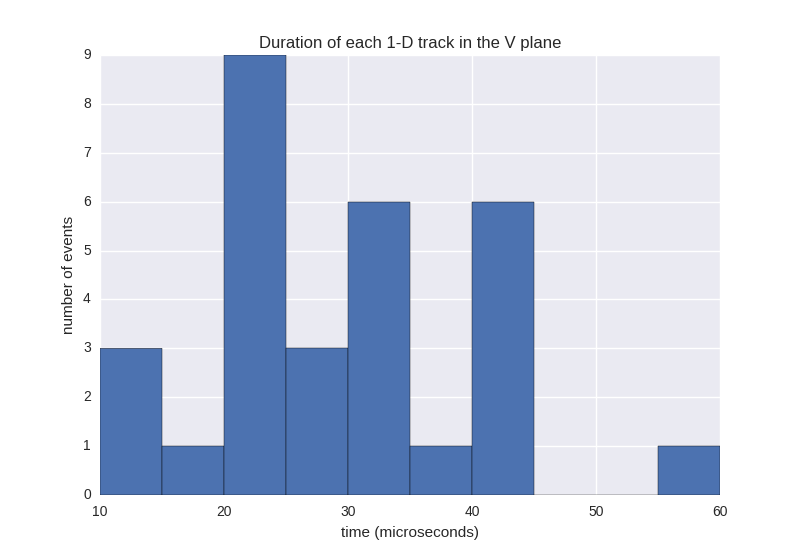 Duration of each 1-D track in the V plane
9
8
7
6
5
4
3
2
1
0
number of events
10 20 30 40 50 60
time (microseconds)